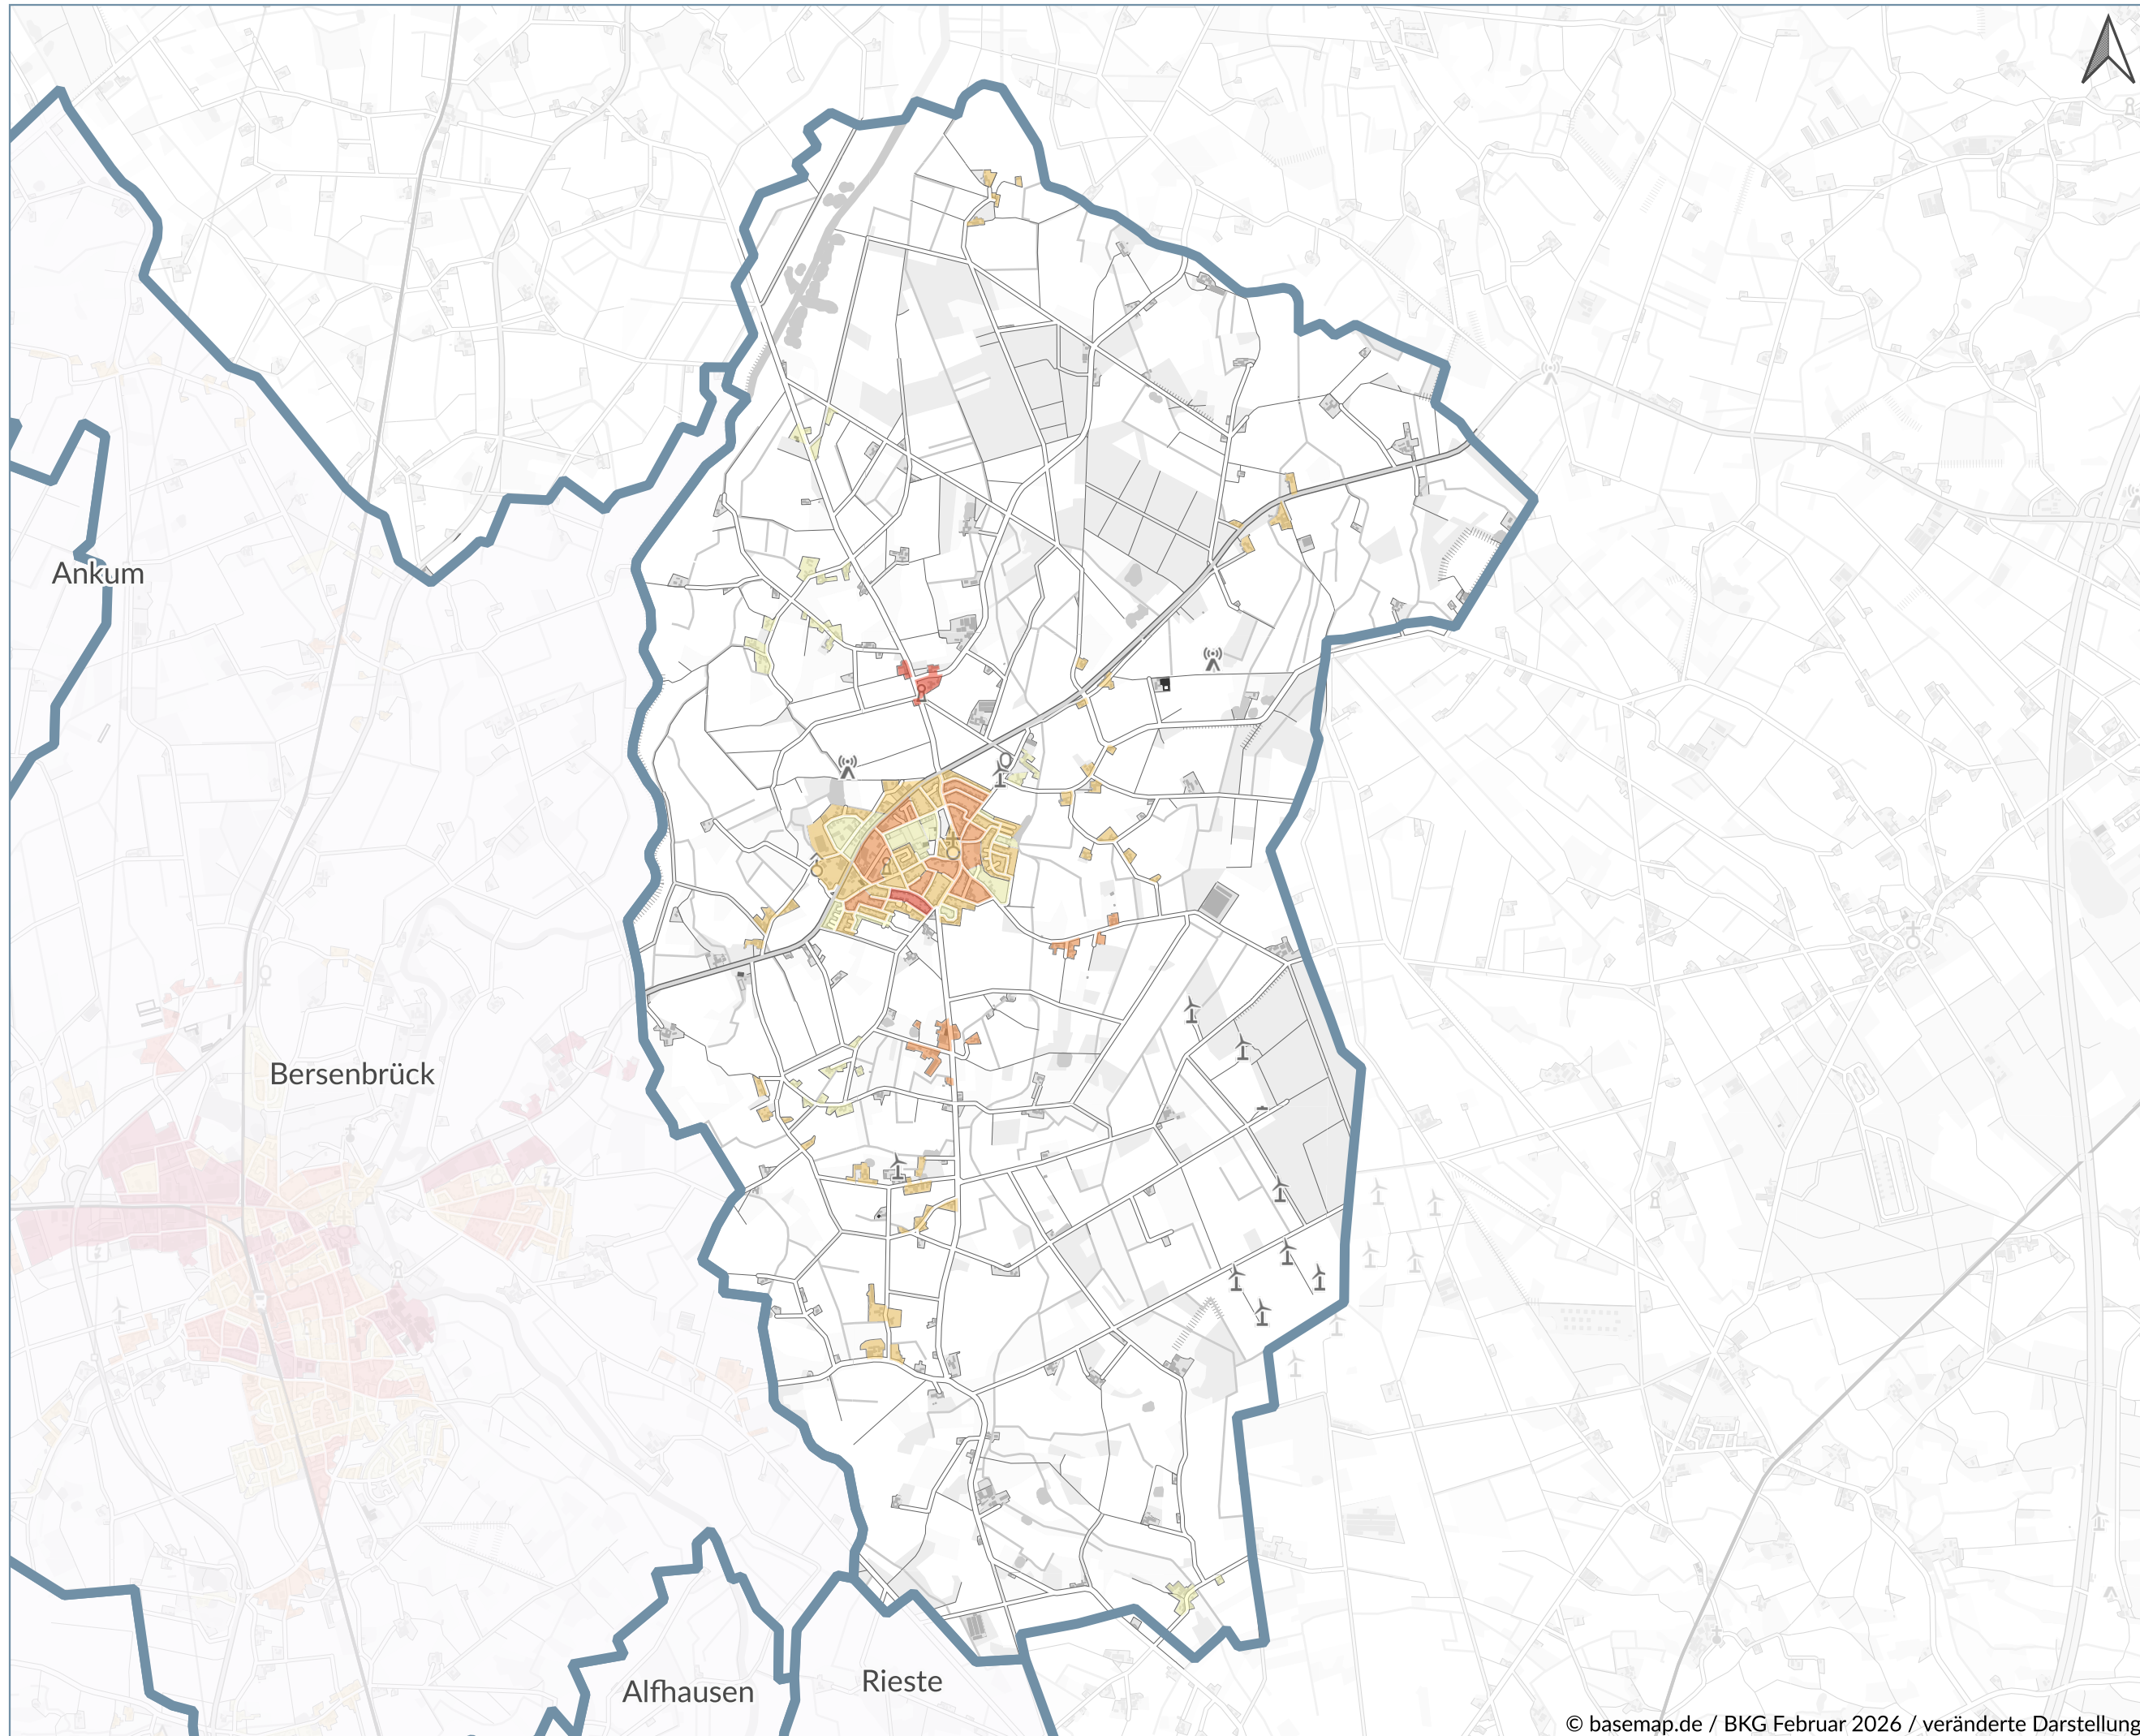 Ankum
Bersenbrück
Alfhausen
Rieste
© basemap.de / BKG Februar 2026 / veränderte Darstellung